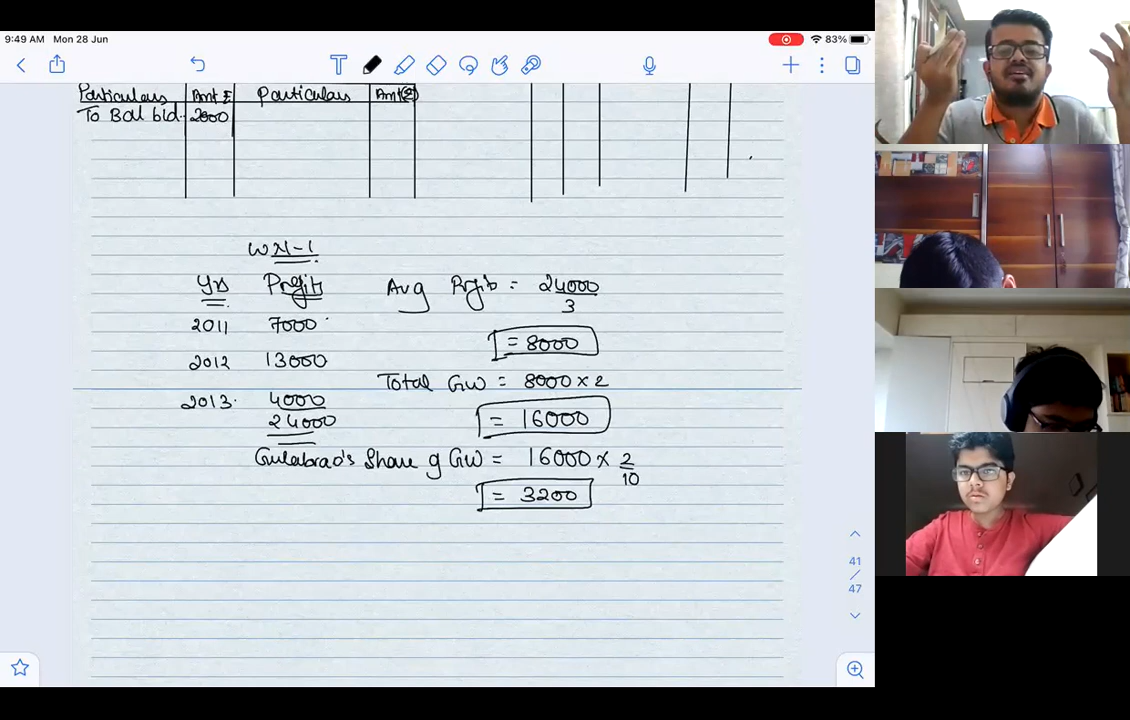 9:49 AM Mon 28 Jun
83%
T
Particulars Amt ₹ Particulars Amt(₹)
To Ball bld.. 2000
WN-1
Yrs Profits Avg Profit = 24000
3
2011 7000
= 8000
2012 13000
Total GW = 8000 × 2
2013. 4000
24000 = 16000
Gulabrao's Share of GW = 16000 × 2
10
= 3200
41
/
47